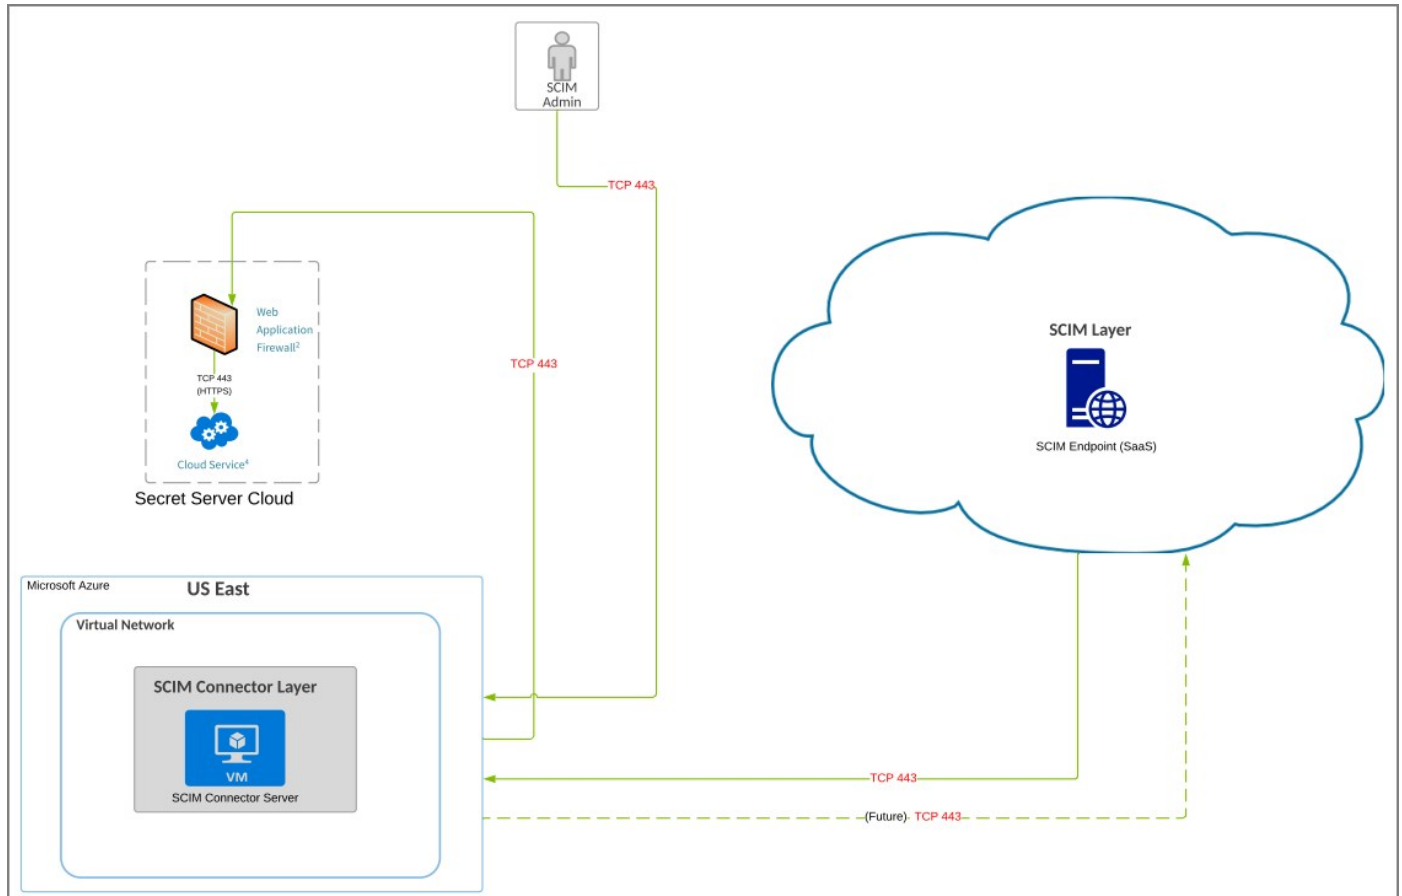 SCIM
Admin
TCP 443
Web
Application
Firewall²
TCP 443
TCP 443
(HTTPS)
Cloud Service⁴
Secret Server Cloud
SCIM Layer
SCIM Endpoint (SaaS)
Microsoft Azure
US East
Virtual Network
SCIM Connector Layer
VM
SCIM Connector Server
TCP 443
(Future) TCP 443